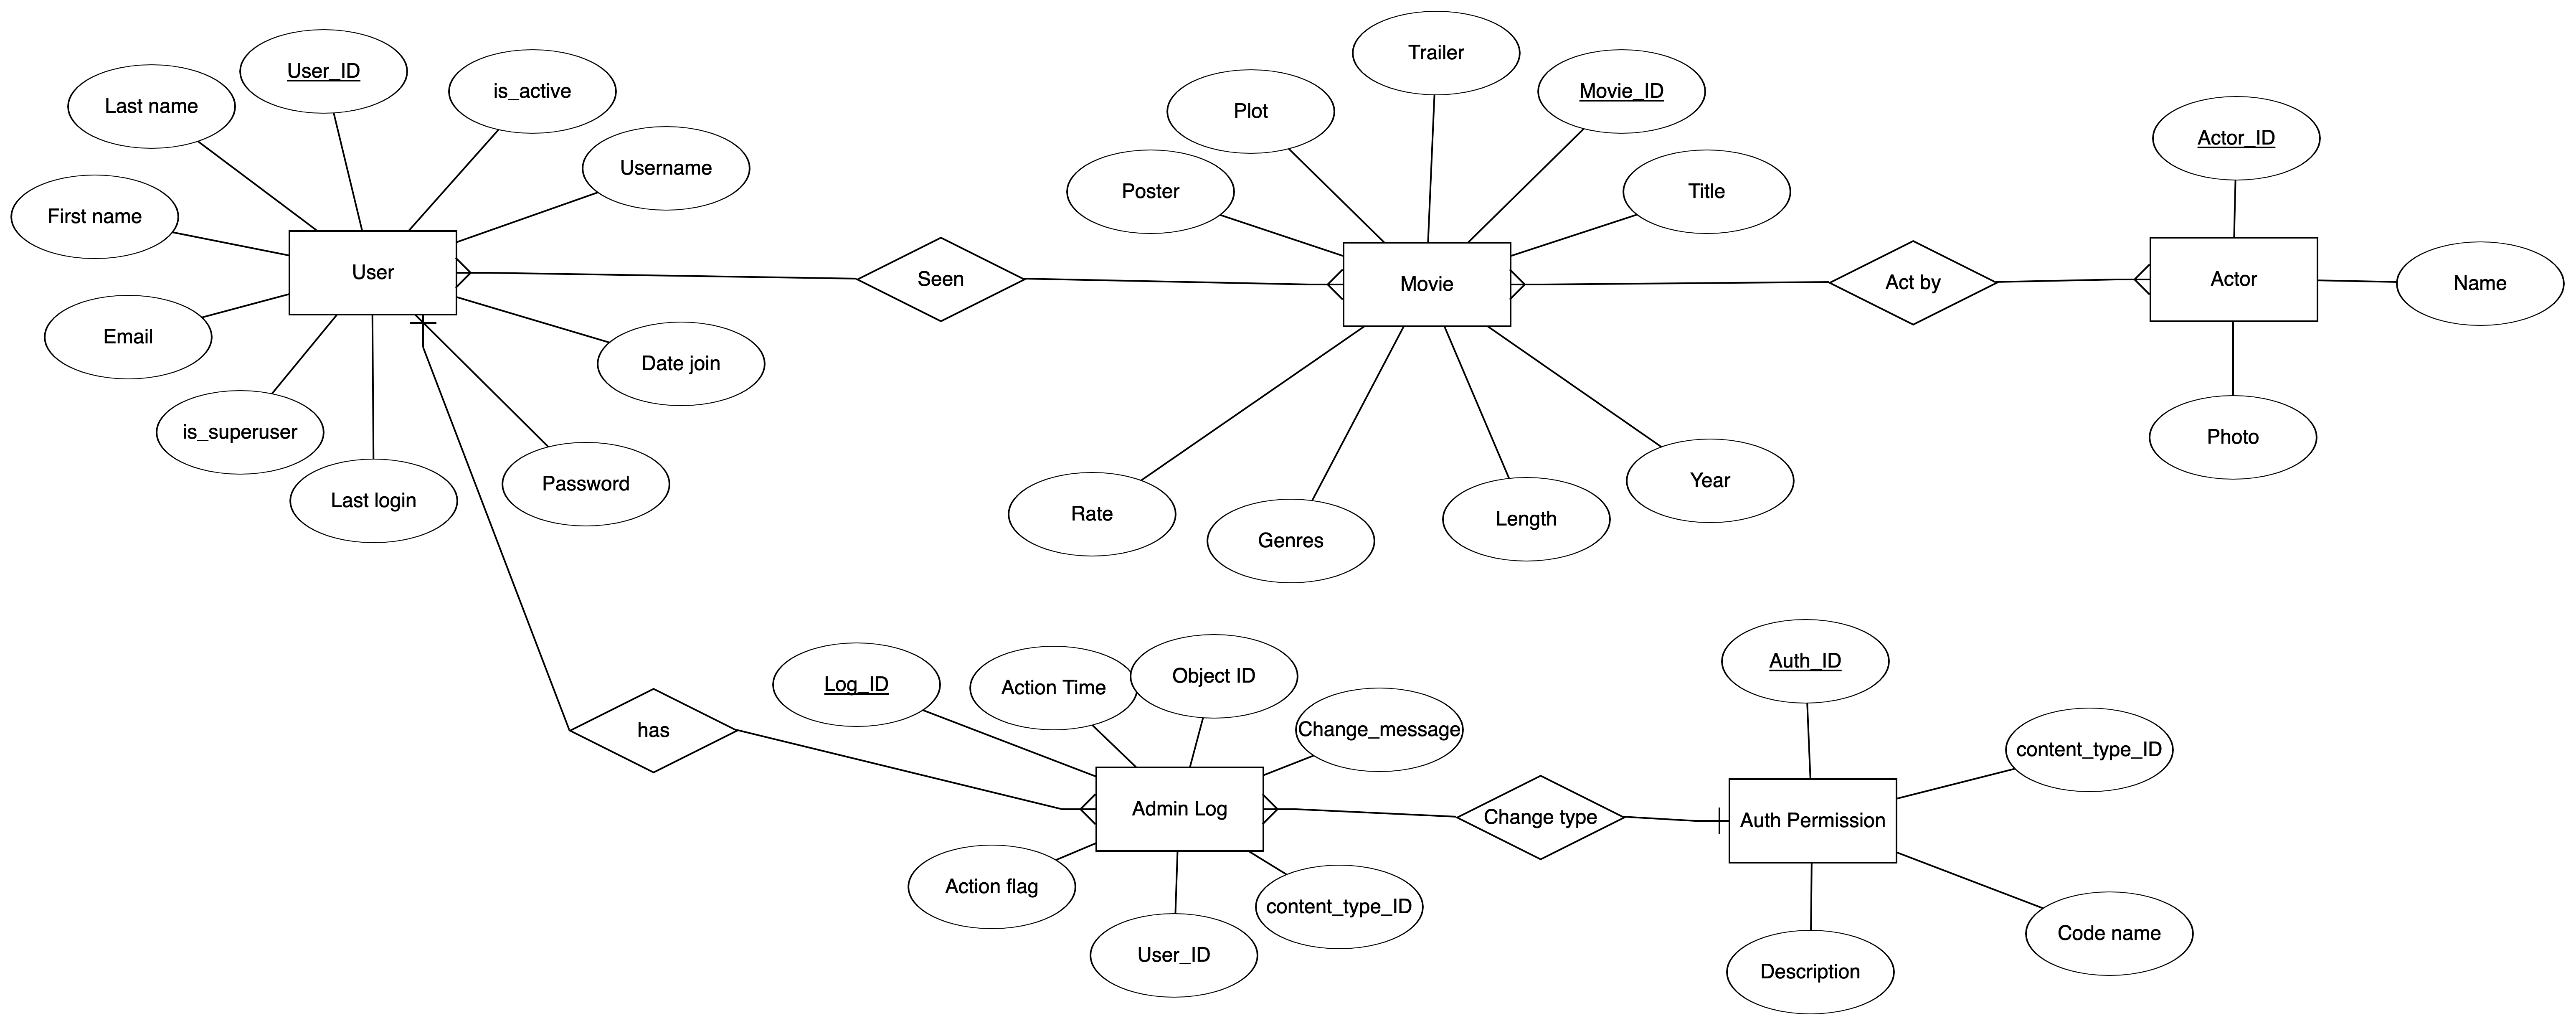 Trailer
User_ID
is_active
Movie_ID
Last name
Plot
Actor_ID
Username
Poster
Title
First name
User
Seen
Movie
Act by
Actor
Name
Email
Date join
is_superuser
Photo
Last login
Password
Rate
Genres
Length
Year
Auth_ID
Log_ID
Action Time
Object ID
has
Change_message
content_type_ID
Admin Log
Change type
Auth Permission
Action flag
content_type_ID
Code name
User_ID
Description